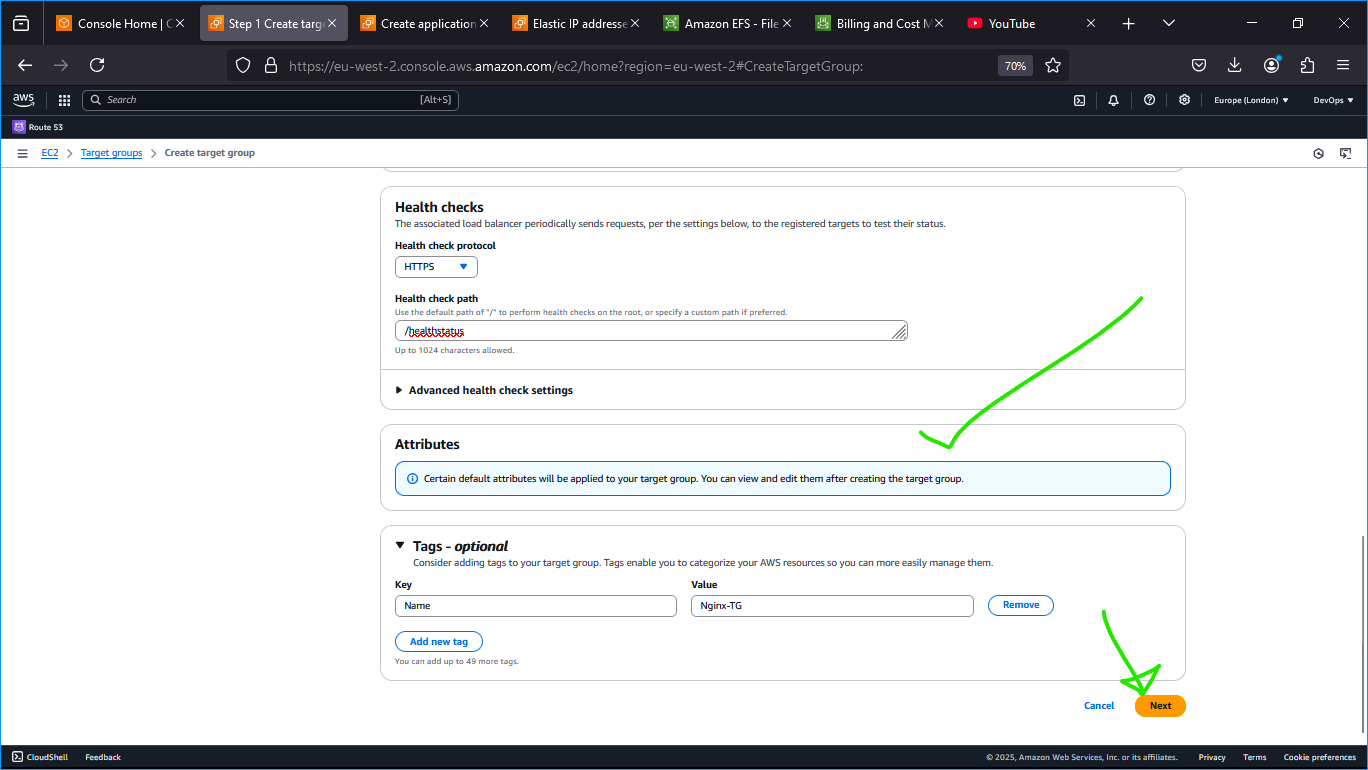 Console Home | C
Step 1 Create targe
Create application
Elastic IP addresse
Amazon EFS - File
Billing and Cost M
YouTube
https://eu-west-2.console.aws.amazon.com/ec2/home?region=eu-west-2#CreateTargetGroup:
70%
aws
Search
[Alt+S]
Europe (London)
DevOps
Route 53
EC2
Target groups
Create target group
Health checks
The associated load balancer periodically sends requests, per the settings below, to the registered targets to test their status.
Health check protocol
HTTPS
Health check path
Use the default path of "/" to perform health checks on the root, or specify a custom path if preferred.
/healthstatus
Up to 1024 characters allowed.
Advanced health check settings
Attributes
Certain default attributes will be applied to your target group. You can view and edit them after creating the target group.
Tags - optional
Consider adding tags to your target group. Tags enable you to categorize your AWS resources so you can more easily manage them.
Key
Value
Name
Nginx-TG
Remove
Add new tag
You can add up to 49 more tags.
Cancel
Next
CloudShell
Feedback
© 2025, Amazon Web Services, Inc. or its affiliates.
Privacy
Terms
Cookie preferences